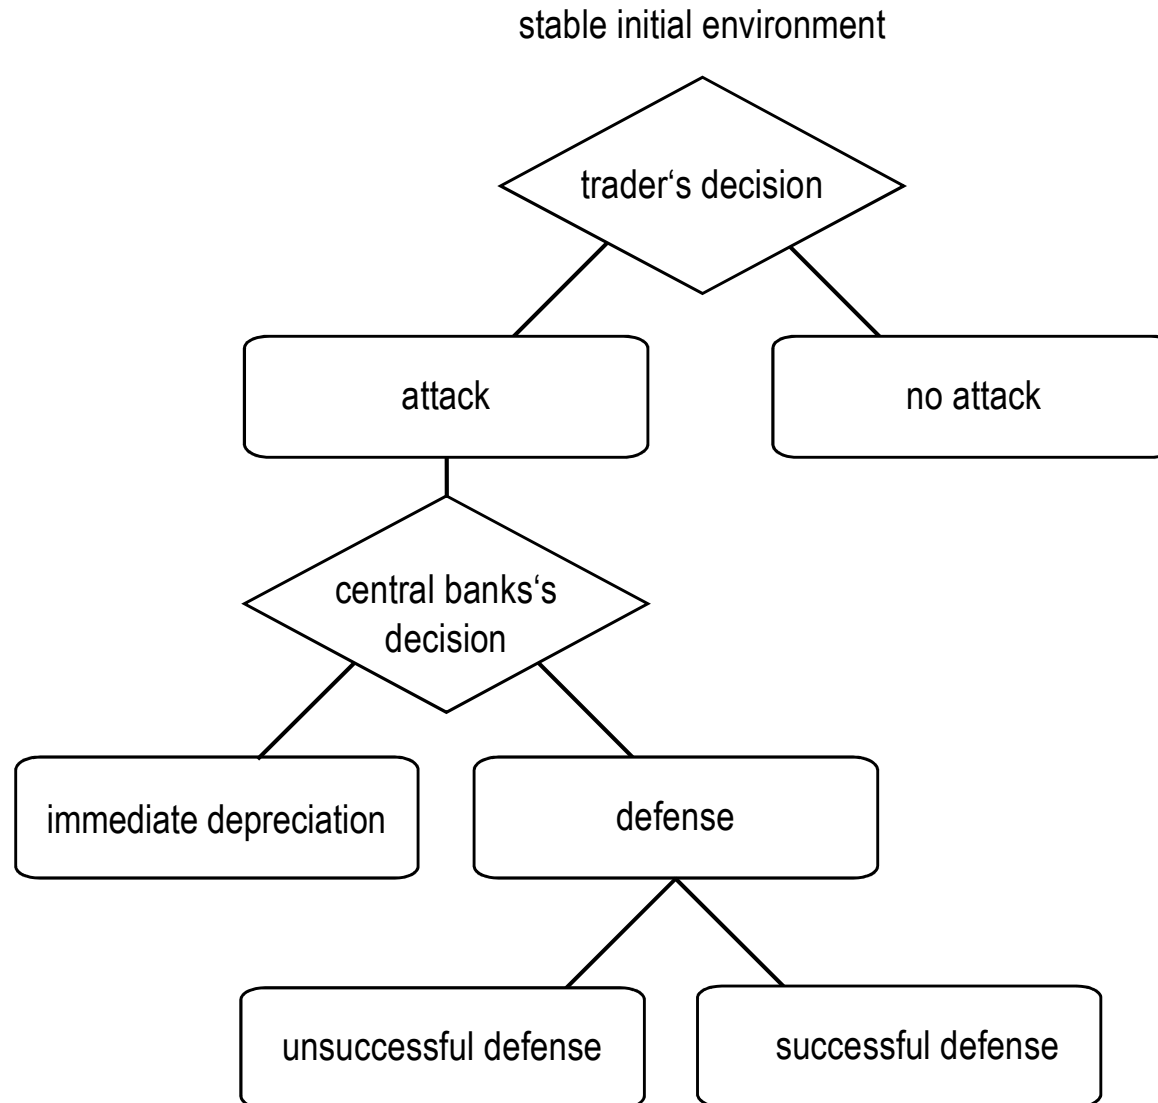 stable initial environment
trader‘s decision
attack
no attack
central banks‘s
decision
immediate depreciation
defense
unsuccessful defense
successful defense